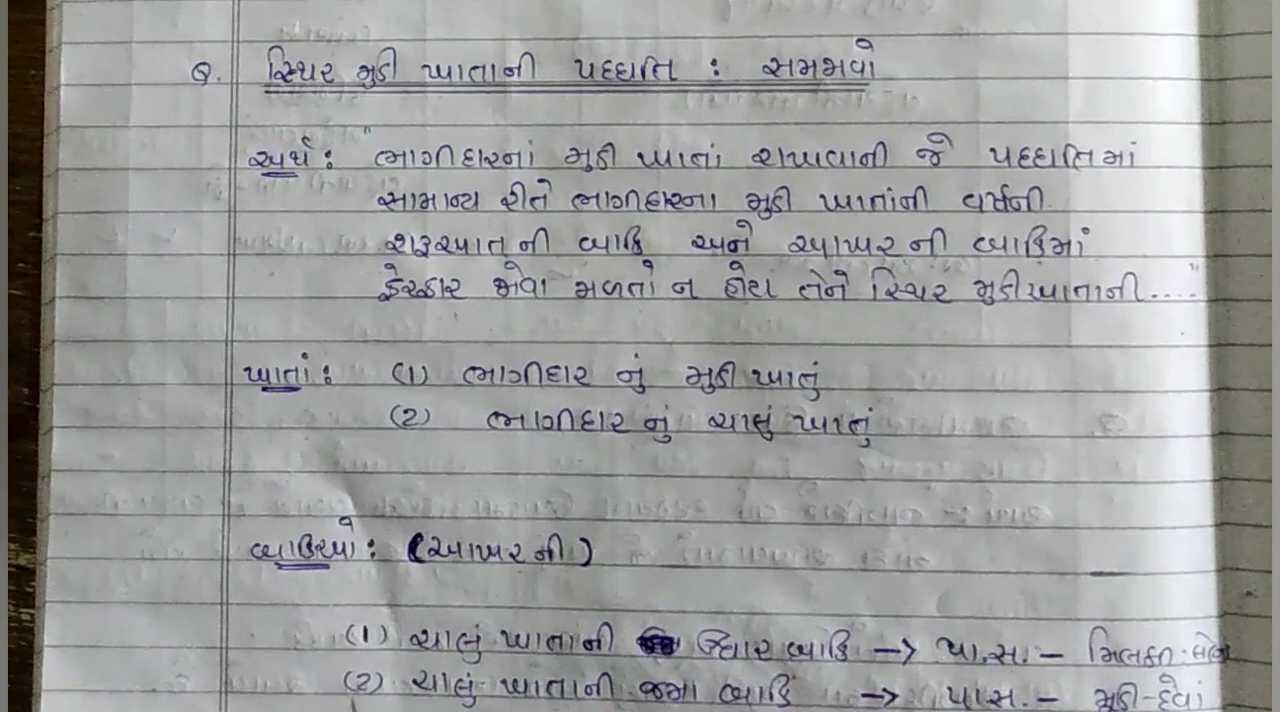 Q. સ્થિર મુડી ખાતાની પદ્ધતિ : સમજાવો
અર્થ : "ભાગીદારનાં મુડી ખાતાં રાખવાની જે પદ્ધતિમાં
સામાન્ય રીતે ભાગીદારના મુડી ખાતાંની વર્ષની
શરૂઆતની બાકિ અને આખરની બાકિમાં
ફેરફાર જોવા મળતો ન હોય તેને સ્થિર મુડીખાતાની...."
ખાતાં : (1) ભાગીદાર નું મુડી ખાતું
(2) ભાગીદાર નું ચાલું ખાતું
બાકિયો : (આખરની)
(1) ચાલું ખાતાની ઉધાર બાકિ → પા.સ. – મિલકત-લેણાં
(2) ચાલું ખાતાની જમા બાકિ → પા.સ. – મુડી-દેવાં